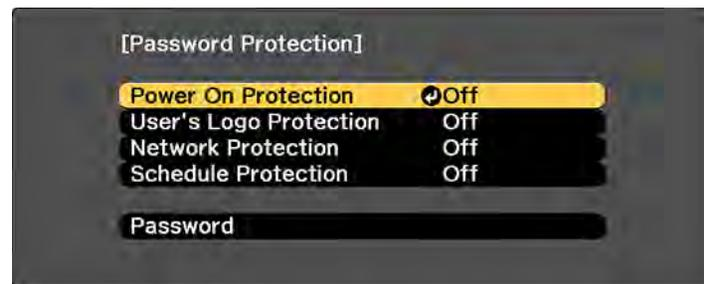 [Password Protection]
Power On Protection Off
User's Logo Protection Off
Network Protection Off
Schedule Protection Off
Password